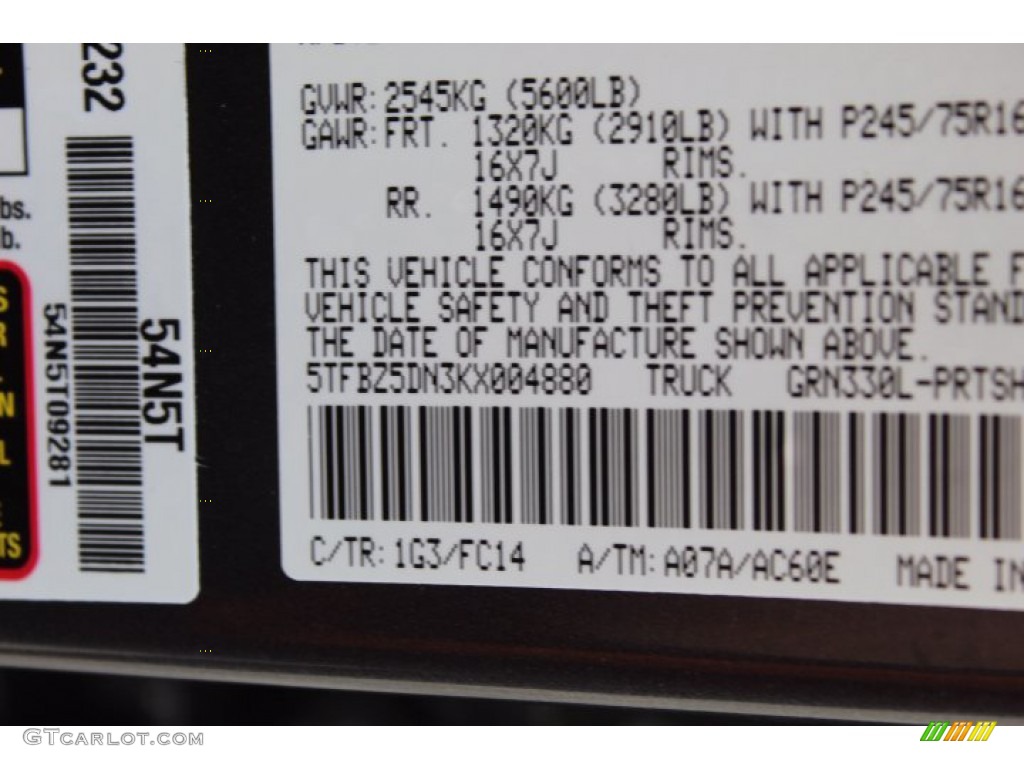 232
54N5T09281
54N5T
bs.
b.
S
R
N
L
TS
GVWR: 2545KG (5600LB)
GAWR: FRT. 1320KG (2910LB) WITH P245/75R16
16X7J RIMS.
RR. 1490KG (3280LB) WITH P245/75R16
16X7J RIMS.
THIS VEHICLE CONFORMS TO ALL APPLICABLE F
VEHICLE SAFETY AND THEFT PREVENTION STAND
THE DATE OF MANUFACTURE SHOWN ABOVE.
5TFBZ5DN3KX004880 TRUCK GRN330L-PRTSH
C/TR: 1G3/FC14 A/TM: A07A/AC60E MADE IN
GTCARLOT.COM